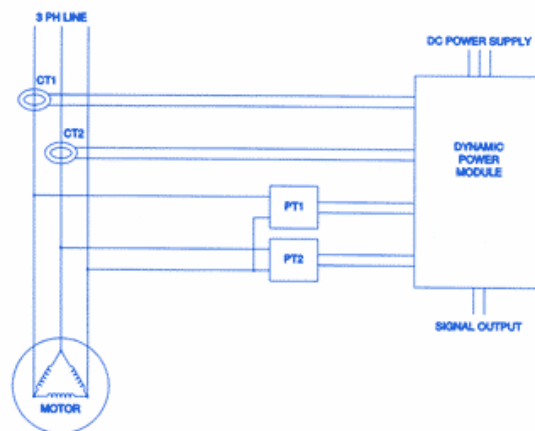 3 PH LINE
DC POWER SUPPLY
CT1
CT2
DYNAMIC
POWER
MODULE
PT1
PT2
SIGNAL OUTPUT
MOTOR